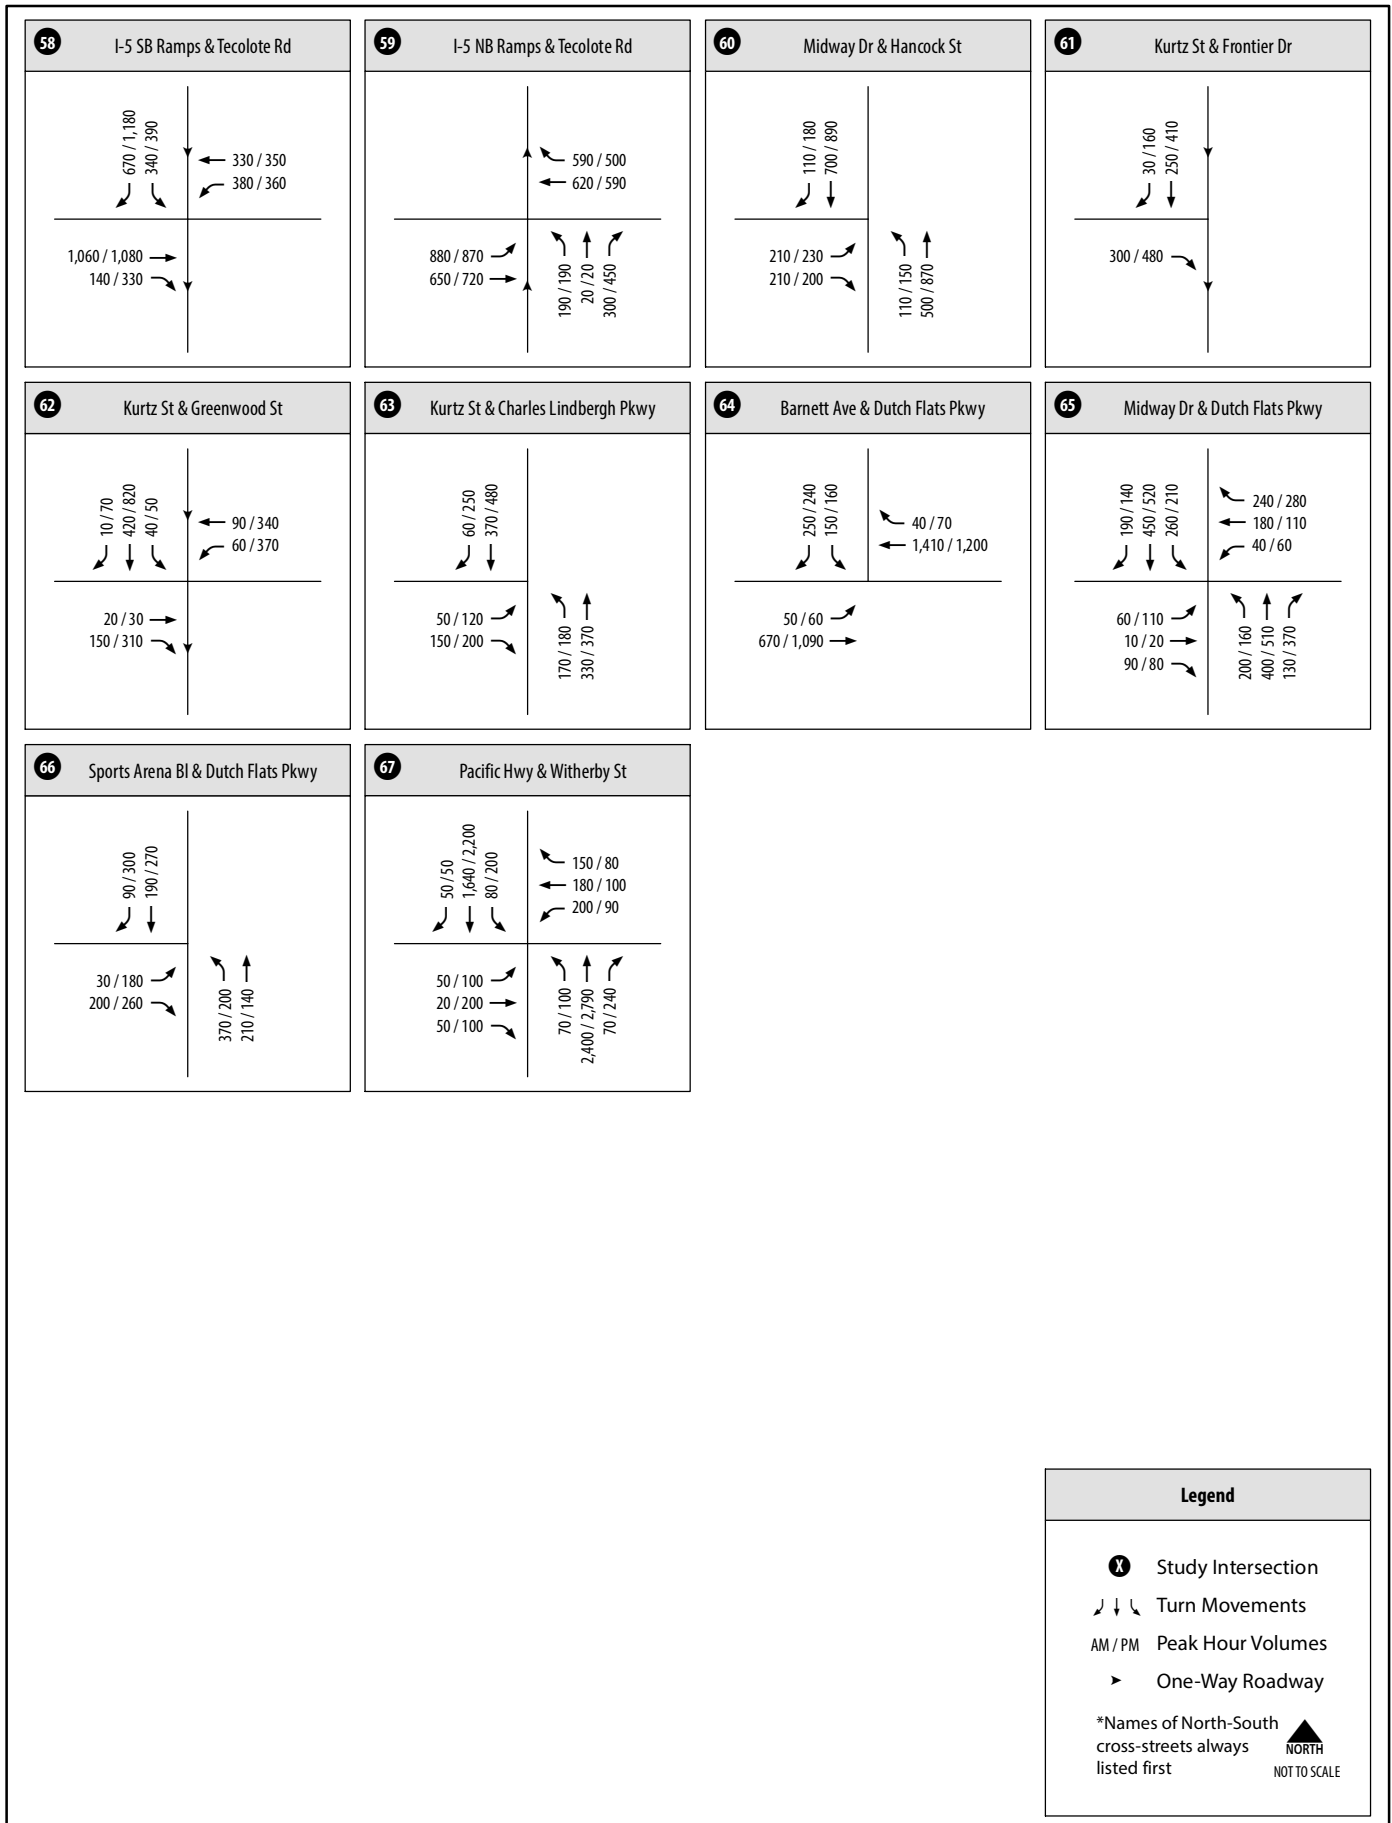 58
I-5 SB Ramps & Tecolote Rd
670 / 1,180
340 / 390
330 / 350
380 / 360
1,060 / 1,080
140 / 330
59
I-5 NB Ramps & Tecolote Rd
590 / 500
620 / 590
880 / 870
650 / 720
190 / 190
20 / 20
300 / 450
60
Midway Dr & Hancock St
110 / 180
700 / 890
210 / 230
210 / 200
110 / 150
500 / 870
61
Kurtz St & Frontier Dr
30 / 160
250 / 410
300 / 480
62
Kurtz St & Greenwood St
10 / 70
420 / 820
40 / 50
90 / 340
60 / 370
20 / 30
150 / 310
63
Kurtz St & Charles Lindbergh Pkwy
60 / 250
370 / 480
50 / 120
150 / 200
170 / 180
330 / 370
64
Barnett Ave & Dutch Flats Pkwy
250 / 240
150 / 160
40 / 70
1,410 / 1,200
50 / 60
670 / 1,090
65
Midway Dr & Dutch Flats Pkwy
190 / 140
450 / 520
260 / 210
240 / 280
180 / 110
40 / 60
60 / 110
10 / 20
90 / 80
200 / 160
400 / 510
130 / 370
66
Sports Arena Bl & Dutch Flats Pkwy
90 / 300
190 / 270
30 / 180
200 / 260
370 / 200
210 / 140
67
Pacific Hwy & Witherby St
50 / 50
1,640 / 2,200
80 / 200
150 / 80
180 / 100
200 / 90
50 / 100
20 / 200
50 / 100
70 / 100
2,400 / 2,790
70 / 240
Legend
X Study Intersection
Turn Movements
AM / PM Peak Hour Volumes
One-Way Roadway
*Names of North-South
cross-streets always
listed first
NORTH
NOT TO SCALE